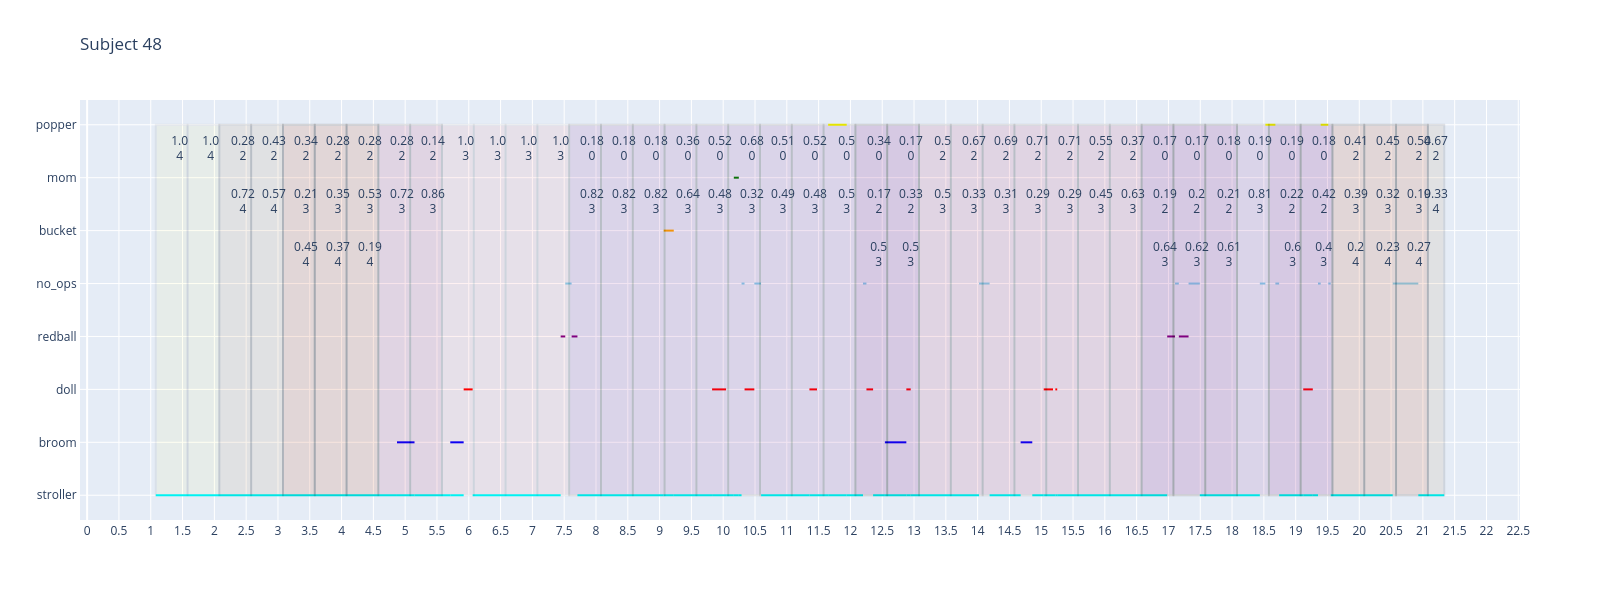 Subject 48
popper
1.0 1.0 0.28 0.43 0.34 0.28 0.28 0.28 0.14 1.0 1.0 1.0 1.0 0.18 0.18 0.18 0.36 0.52 0.68 0.51 0.52 0.5 0.34 0.17 0.5 0.67 0.69 0.71 0.71 0.55 0.37 0.17 0.17 0.18 0.19 0.19 0.18 0.41 0.45 0.54 0.67
4 4 2 2 2 2 2 2 2 3 3 3 3 0 0 0 0 0 0 0 0 0 0 0 2 2 2 2 2 2 2 0 0 0 0 0 0 2 2 2 2
mom
0.72 0.57 0.21 0.35 0.53 0.72 0.86 0.82 0.82 0.82 0.64 0.48 0.32 0.49 0.48 0.5 0.17 0.33 0.5 0.33 0.31 0.29 0.29 0.45 0.63 0.19 0.2 0.21 0.81 0.22 0.42 0.39 0.32 0.19 0.33
4 4 3 3 3 3 3 3 3 3 3 3 3 3 3 3 2 2 3 3 3 3 3 3 3 2 2 2 3 2 2 3 3 3 4
bucket
0.45 0.37 0.19 0.5 0.5 0.64 0.62 0.61 0.6 0.4 0.2 0.23 0.27
4 4 4 3 3 3 3 3 3 3 4 4 4
no_ops
redball
doll
broom
stroller
0 0.5 1 1.5 2 2.5 3 3.5 4 4.5 5 5.5 6 6.5 7 7.5 8 8.5 9 9.5 10 10.5 11 11.5 12 12.5 13 13.5 14 14.5 15 15.5 16 16.5 17 17.5 18 18.5 19 19.5 20 20.5 21 21.5 22 22.5